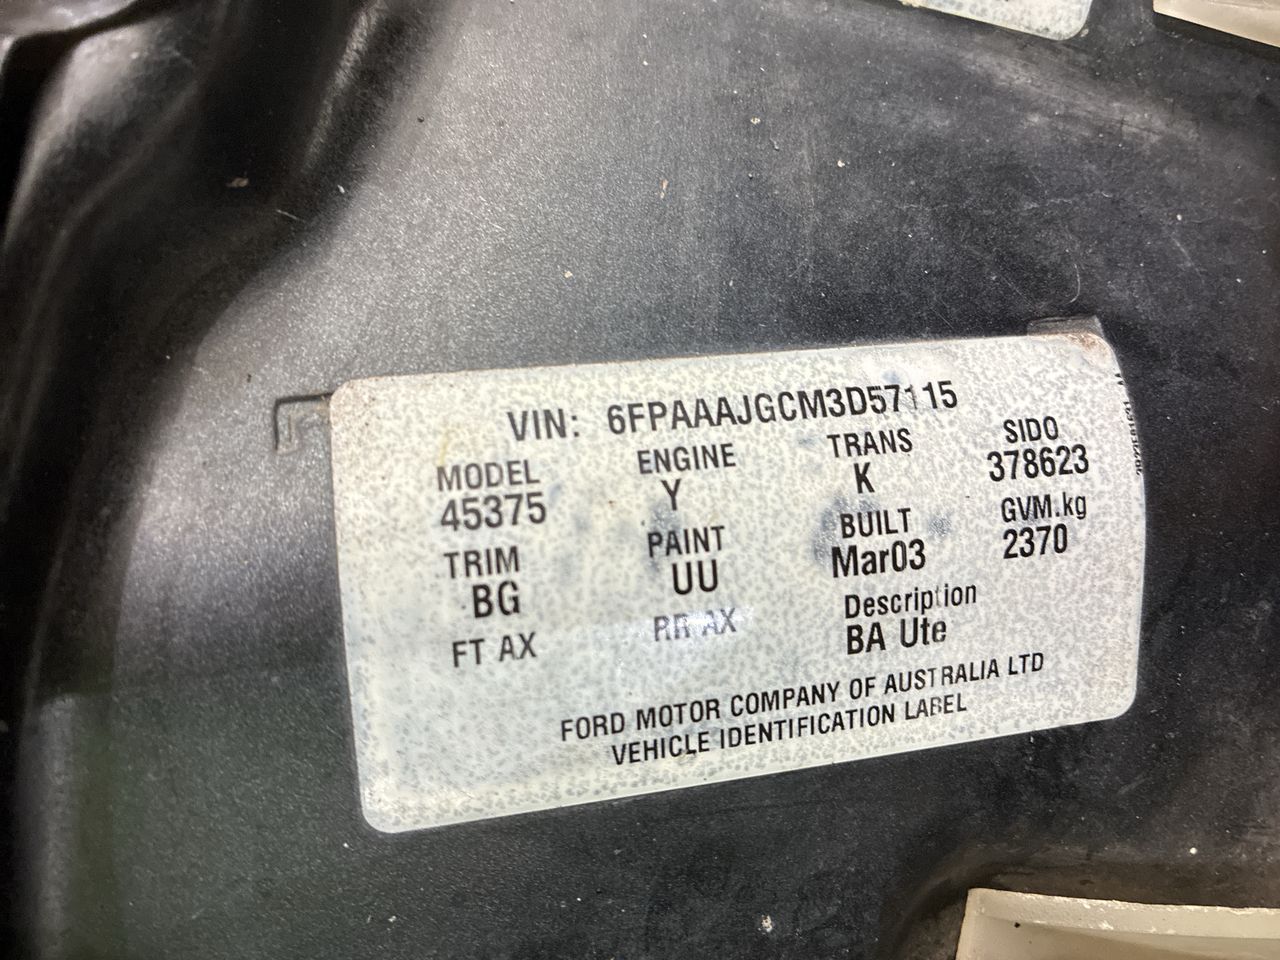 VIN: 6FPAAAJGCM3D57115
MODEL ENGINE TRANS SIDO
45375 Y K 378623
TRIM PAINT BUILT GVM.kg
BG UU Mar03 2370
FT AX RR AX Description
BA Ute
FORD MOTOR COMPANY OF AUSTRALIA LTD
VEHICLE IDENTIFICATION LABEL